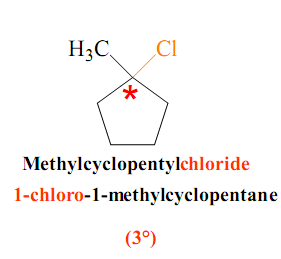 H3C Cl
*
Methylcyclopentylchloride
1-chloro-1-methylcyclopentane
(3°)